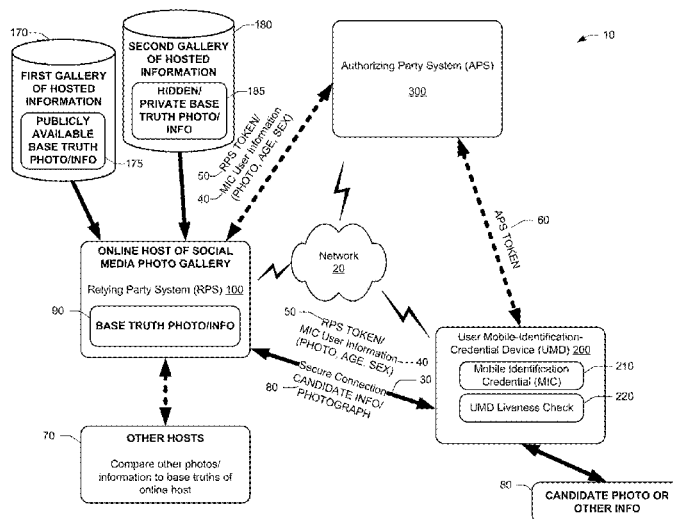 170
FIRST GALLERY
OF HOSTED
INFORMATION
PUBLICLY
AVAILABLE
BASE TRUTH
PHOTO/INFO
175
180
SECOND GALLERY
OF HOSTED
INFORMATION
HIDDEN/
PRIVATE BASE
TRUTH PHOTO/
INFO
185
10
Authorizing Party System (APS)
300
50
RPS TOKEN/
40
MIC User Information
(PHOTO, AGE, SEX)
60
APS TOKEN
Network
20
ONLINE HOST OF SOCIAL
MEDIA PHOTO GALLERY
Relying Party System (RPS) 100
90
BASE TRUTH PHOTO/INFO
50
RPS TOKEN/
MIC User Information
40
(PHOTO, AGE, SEX)
Secure Connection
30
80
CANDIDATE INFO/
PHOTOGRAPH
User Mobile-Identification-
Credential Device (UMD) 200
Mobile Identification
Credential (MIC)
210
UMD Liveness Check
220
70
OTHER HOSTS
Compare other photos/
information to base truths of
online host
80
CANDIDATE PHOTO OR
OTHER INFO